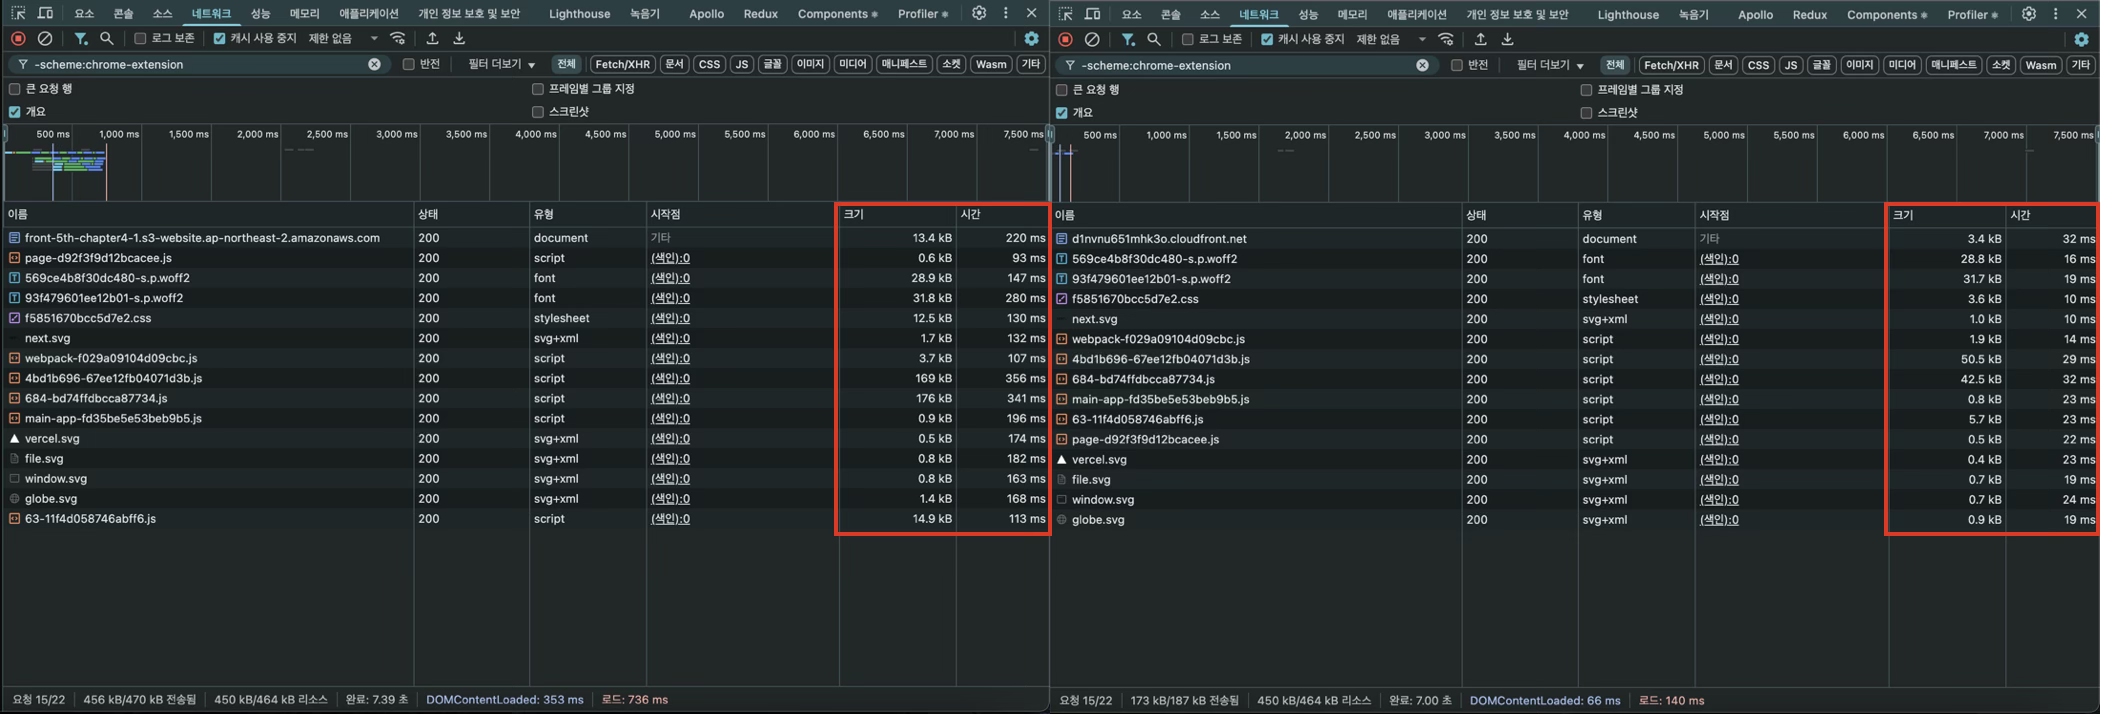 요소 콘솔 소스 네트워크 성능 메모리 애플리케이션 개인 정보 보호 및 보안 Lighthouse 녹음기 Apollo Redux Components Profiler
로그 보존 캐시 사용 중지 제한 없음
-scheme:chrome-extension 반전 필터 더보기 전체 Fetch/XHR 문서 CSS JS 글꼴 이미지 미디어 매니페스트 소켓 Wasm 기타
큰 요청 행 프레임별 그룹 지정
개요 스크린샷
500 ms 1,000 ms 1,500 ms 2,000 ms 2,500 ms 3,000 ms 3,500 ms 4,000 ms 4,500 ms 5,000 ms 5,500 ms 6,000 ms 6,500 ms 7,000 ms 7,500 ms
이름 상태 유형 시작점 크기 시간
front-5th-chapter4-1.s3-website.ap-northeast-2.amazonaws.com 200 document 기타 13.4 kB 220 ms
page-d92f3f9d12bcacee.js 200 script (색인):0 0.6 kB 93 ms
569ce4b8f30dc480-s.p.woff2 200 font (색인):0 28.9 kB 147 ms
93f479601ee12b01-s.p.woff2 200 font (색인):0 31.8 kB 280 ms
f5851670bcc5d7e2.css 200 stylesheet (색인):0 12.5 kB 130 ms
next.svg 200 svg+xml (색인):0 1.7 kB 132 ms
webpack-f029a09104d09cbc.js 200 script (색인):0 3.7 kB 107 ms
4bd1b696-67ee12fb04071d3b.js 200 script (색인):0 169 kB 356 ms
684-bd74ffdbcca87734.js 200 script (색인):0 176 kB 341 ms
main-app-fd35be5e53beb9b5.js 200 script (색인):0 0.9 kB 196 ms
vercel.svg 200 svg+xml (색인):0 0.5 kB 174 ms
file.svg 200 svg+xml (색인):0 0.8 kB 182 ms
window.svg 200 svg+xml (색인):0 0.8 kB 163 ms
globe.svg 200 svg+xml (색인):0 1.4 kB 168 ms
63-11f4d058746abff6.js 200 script (색인):0 14.9 kB 113 ms
요청 15/22 456 kB/470 kB 전송됨 450 kB/464 kB 리소스 완료: 7.39 초 DOMContentLoaded: 353 ms 로드: 736 ms
요소 콘솔 소스 네트워크 성능 메모리 애플리케이션 개인 정보 보호 및 보안 Lighthouse 녹음기 Apollo Redux Components Profiler
로그 보존 캐시 사용 중지 제한 없음
-scheme:chrome-extension 반전 필터 더보기 전체 Fetch/XHR 문서 CSS JS 글꼴 이미지 미디어 매니페스트 소켓 Wasm 기타
큰 요청 행 프레임별 그룹 지정
개요 스크린샷
500 ms 1,000 ms 1,500 ms 2,000 ms 2,500 ms 3,000 ms 3,500 ms 4,000 ms 4,500 ms 5,000 ms 5,500 ms 6,000 ms 6,500 ms 7,000 ms 7,500 ms
이름 상태 유형 시작점 크기 시간
d1nvnu651mhk3o.cloudfront.net 200 document 기타 3.4 kB 32 ms
569ce4b8f30dc480-s.p.woff2 200 font (색인):0 28.8 kB 16 ms
93f479601ee12b01-s.p.woff2 200 font (색인):0 31.7 kB 19 ms
f5851670bcc5d7e2.css 200 stylesheet (색인):0 3.6 kB 10 ms
next.svg 200 svg+xml (색인):0 1.0 kB 10 ms
webpack-f029a09104d09cbc.js 200 script (색인):0 1.9 kB 14 ms
4bd1b696-67ee12fb04071d3b.js 200 script (색인):0 50.5 kB 29 ms
684-bd74ffdbcca87734.js 200 script (색인):0 42.5 kB 32 ms
main-app-fd35be5e53beb9b5.js 200 script (색인):0 0.8 kB 23 ms
63-11f4d058746abff6.js 200 script (색인):0 5.7 kB 23 ms
page-d92f3f9d12bcacee.js 200 script (색인):0 0.5 kB 22 ms
vercel.svg 200 svg+xml (색인):0 0.4 kB 23 ms
file.svg 200 svg+xml (색인):0 0.7 kB 19 ms
window.svg 200 svg+xml (색인):0 0.7 kB 24 ms
globe.svg 200 svg+xml (색인):0 0.9 kB 19 ms
요청 15/22 173 kB/187 kB 전송됨 450 kB/464 kB 리소스 완료: 7.00 초 DOMContentLoaded: 66 ms 로드: 140 ms